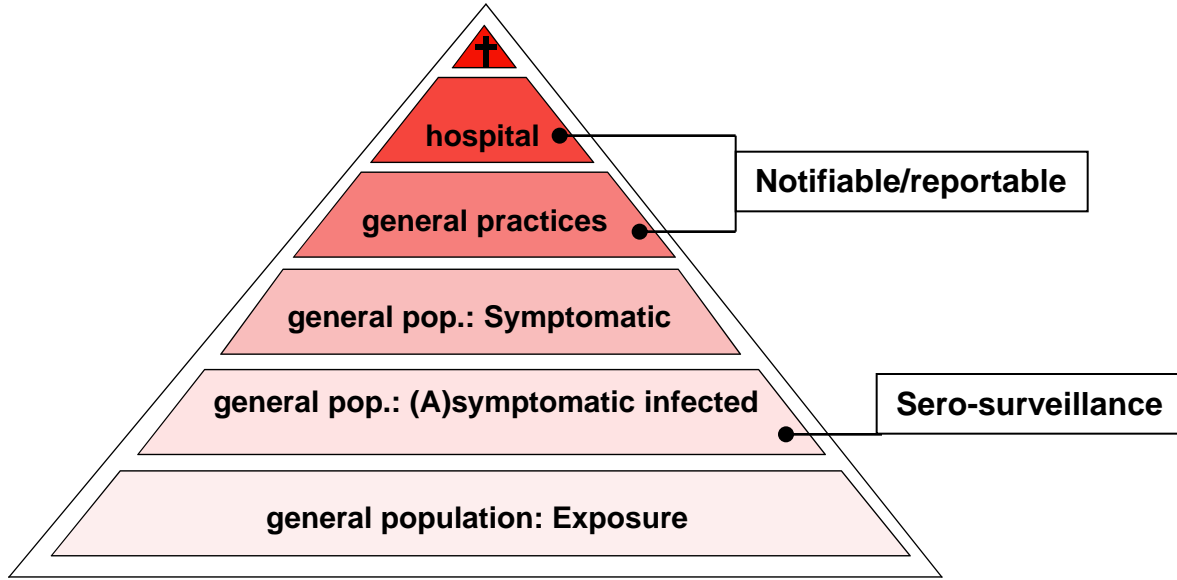 hospital
Notifiable/reportable
general practices
general pop.: Symptomatic
general pop.: (A)symptomatic infected
Sero-surveillance
general population: Exposure